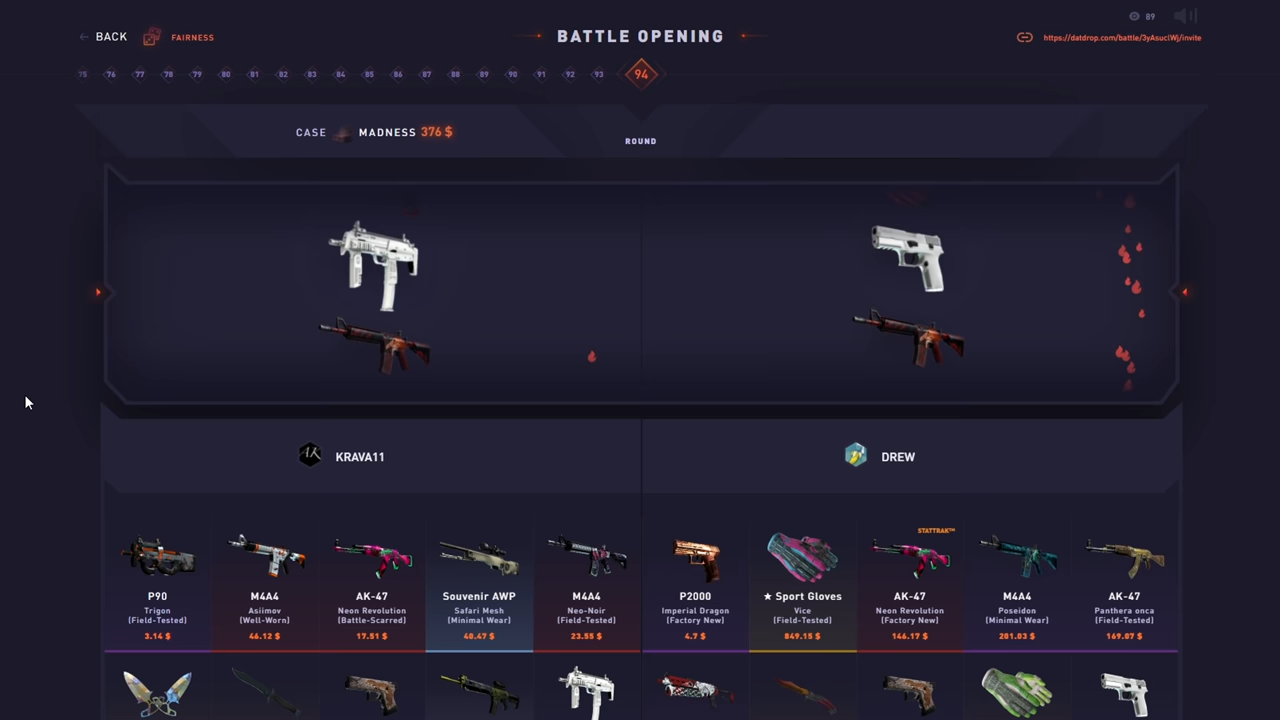 89
BACK
FAIRNESS
BATTLE OPENING
https://datdrop.com/battle/3yAsuclWj/invite
75 76 77 78 79 80 81 82 83 84 85 86 87 88 89 90 91 92 93 94
CASE MADNESS 376 $
ROUND
KRAVA11
DREW
STATTRAK™
P90 M4A4 AK-47 Souvenir AWP M4A4 P2000 ★ Sport Gloves AK-47 M4A4 AK-47
Trigon Asiimov Neon Revolution Safari Mesh Neo-Noir Imperial Dragon Vice Neon Revolution Poseidon Panthera onca
(Field-Tested) (Well-Worn) (Battle-Scarred) (Minimal Wear) (Field-Tested) (Factory New) (Field-Tested) (Factory New) (Minimal Wear) (Field-Tested)
3.14 $ 46.12 $ 17.51 $ 40.47 $ 23.55 $ 4.7 $ 849.15 $ 146.17 $ 201.03 $ 169.07 $